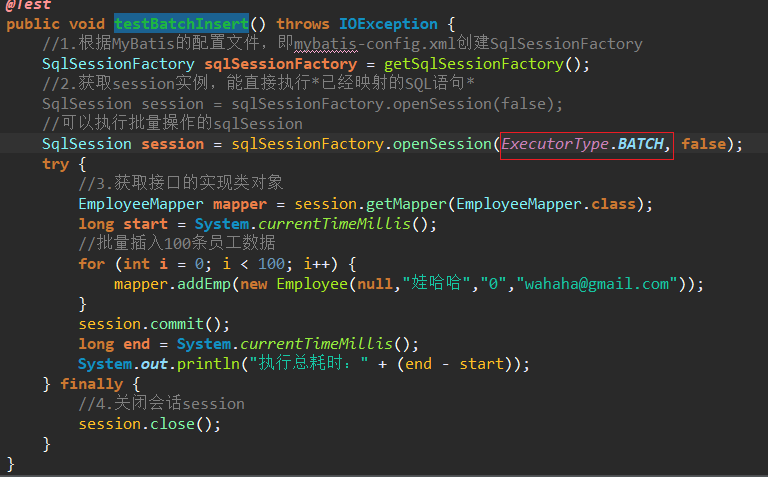 @Test
public void testBatchInsert() throws IOException {
//1.根据MyBatis的配置文件，即mybatis-config.xml创建SqlSessionFactory
SqlSessionFactory sqlSessionFactory = getSqlSessionFactory();
//2.获取session实例，能直接执行*已经映射的SQL语句*
SqlSession session = sqlSessionFactory.openSession(false);
//可以执行批量操作的sqlSession
SqlSession session = sqlSessionFactory.openSession(ExecutorType.BATCH, false);
try {
//3.获取接口的实现类对象
EmployeeMapper mapper = session.getMapper(EmployeeMapper.class);
long start = System.currentTimeMillis();
//批量插入100条员工数据
for (int i = 0; i < 100; i++) {
mapper.addEmp(new Employee(null,"娃哈哈","0","wahaha@gmail.com"));
}
session.commit();
long end = System.currentTimeMillis();
System.out.println("执行总耗时：" + (end - start));
} finally {
//4.关闭会话session
session.close();
}
}